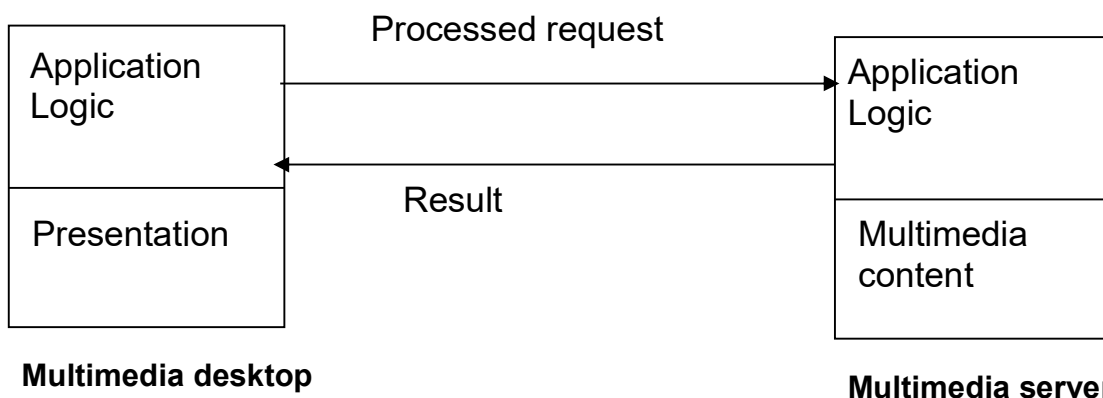 Processed request
Application
Logic
Application
Logic
Result
Presentation
Multimedia
content
Multimedia desktop
Multimedia server